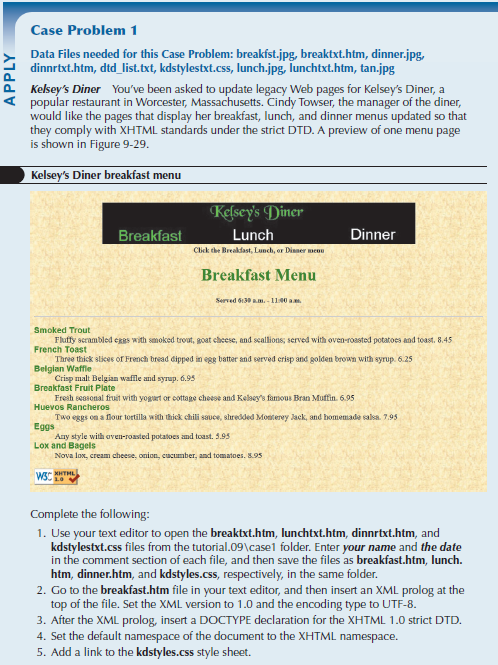 Case Problem 1
APPLY
Data Files needed for this Case Problem: breakfst.jpg, breaktxt.htm, dinner.jpg,
dinnrtxt.htm, dtd_list.txt, kdstylestxt.css, lunch.jpg, lunchtxt.htm, tan.jpg
Kelsey's Diner You've been asked to update legacy Web pages for Kelsey's Diner, a
popular restaurant in Worcester, Massachusetts. Cindy Towser, the manager of the diner,
would like the pages that display her breakfast, lunch, and dinner menus updated so that
they comply with XHTML standards under the strict DTD. A preview of one menu page
is shown in Figure 9-29.
Kelsey's Diner breakfast menu
Kelsey's Diner
Breakfast Lunch Dinner
Click the Breakfast, Lunch, or Dinner menu
Breakfast Menu
Served 6:30 a.m. - 11:00 a.m.
Smoked Trout
Fluffy scrambled eggs with smoked trout, goat cheese, and scallions; served with oven-roasted potatoes and toast. 8.45
French Toast
Three thick slices of French bread dipped in egg batter and served crisp and golden brown with syrup. 6.25
Belgian Waffle
Crisp malt Belgian waffle and syrup. 6.95
Breakfast Fruit Plate
Fresh seasonal fruit with yogurt or cottage cheese and Kelsey's famous Bran Muffin. 6.95
Huevos Rancheros
Two eggs on a flour tortilla with thick chili sauce, shredded Monterey Jack, and homemade salsa. 7.95
Eggs
Any style with oven-roasted potatoes and toast. 5.95
Lox and Bagels
Nova lox, cream cheese, onion, cucumber, and tomatoes. 8.95
W3C XHTML 1.0
Complete the following:
1. Use your text editor to open the breaktxt.htm, lunchtxt.htm, dinnrtxt.htm, and
kdstylestxt.css files from the tutorial.09\case1 folder. Enter your name and the date
in the comment section of each file, and then save the files as breakfast.htm, lunch.
htm, dinner.htm, and kdstyles.css, respectively, in the same folder.
2. Go to the breakfast.htm file in your text editor, and then insert an XML prolog at the
top of the file. Set the XML version to 1.0 and the encoding type to UTF-8.
3. After the XML prolog, insert a DOCTYPE declaration for the XHTML 1.0 strict DTD.
4. Set the default namespace of the document to the XHTML namespace.
5. Add a link to the kdstyles.css style sheet.